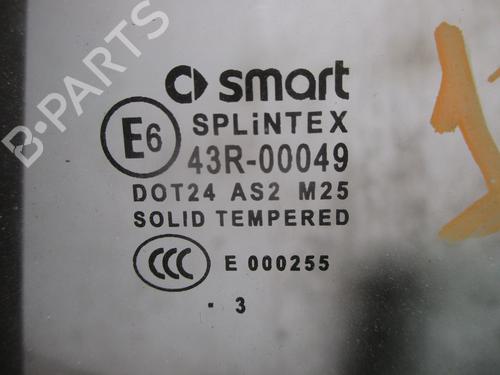 B-PARTS
smart
E6
SPLiNTEX
43R-00049
DOT24 AS2 M25
SOLID TEMPERED
CCC
E 000255
. 3